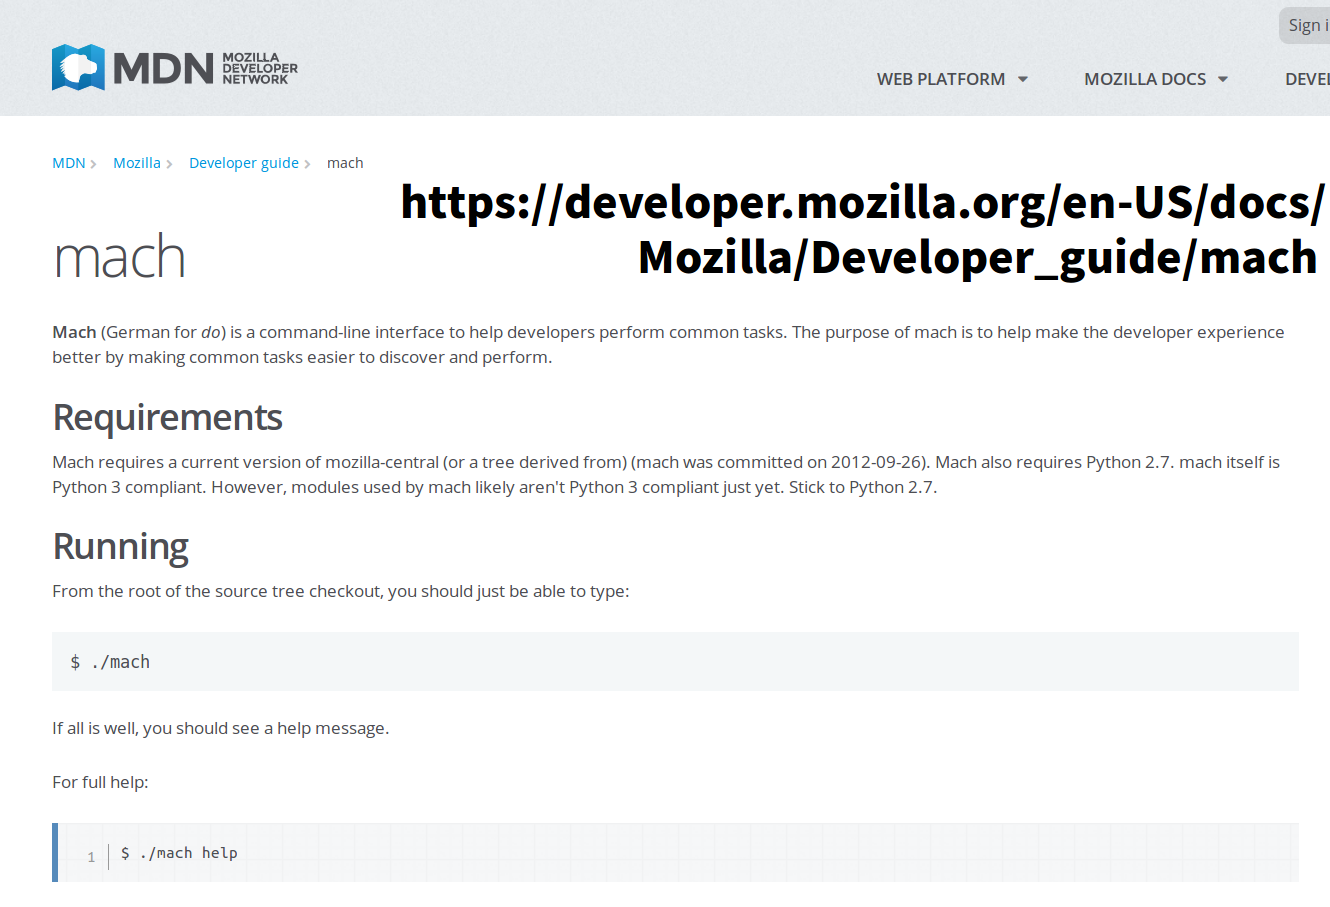 Sign i
MDN MOZILLA DEVELOPER NETWORK
WEB PLATFORM MOZILLA DOCS DEVEL
MDN Mozilla Developer guide mach
https://developer.mozilla.org/en-US/docs/
Mozilla/Developer_guide/mach
mach
Mach (German for do) is a command-line interface to help developers perform common tasks. The purpose of mach is to help make the developer experience
better by making common tasks easier to discover and perform.
Requirements
Mach requires a current version of mozilla-central (or a tree derived from) (mach was committed on 2012-09-26). Mach also requires Python 2.7. mach itself is
Python 3 compliant. However, modules used by mach likely aren't Python 3 compliant just yet. Stick to Python 2.7.
Running
From the root of the source tree checkout, you should just be able to type:
$ ./mach
If all is well, you should see a help message.
For full help:
1 $ ./mach help